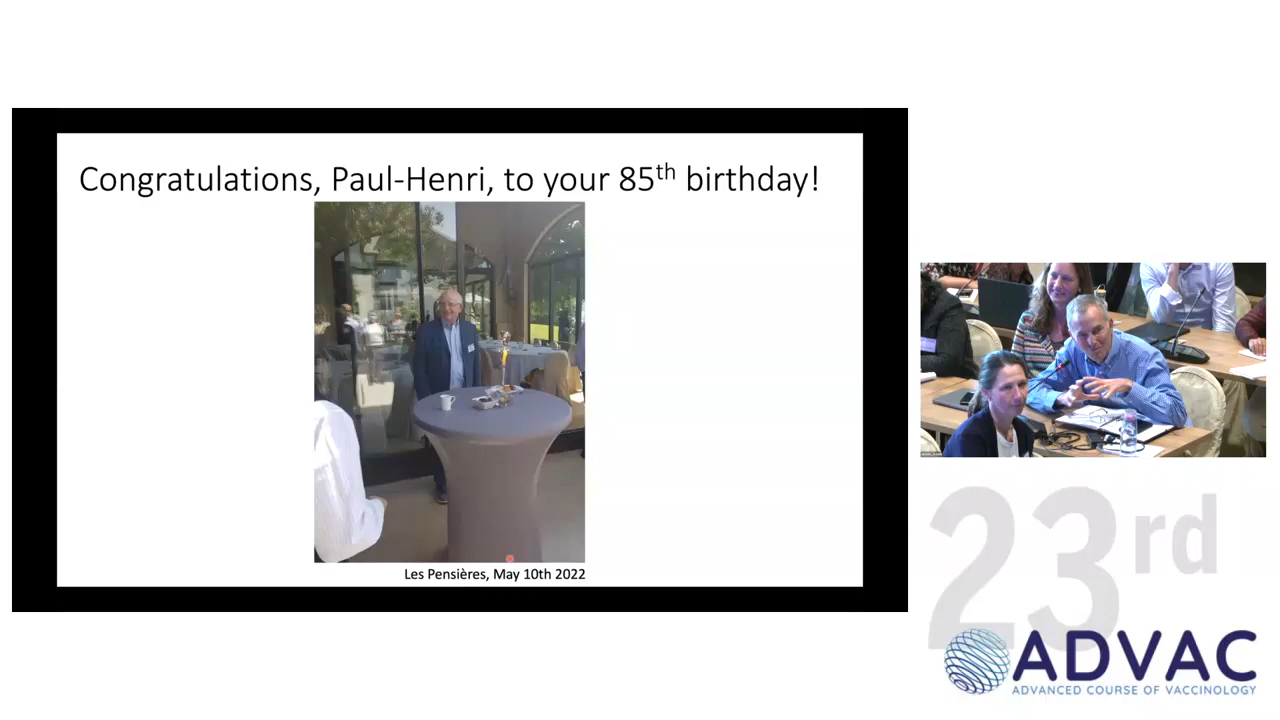 Congratulations, Paul-Henri, to your 85th birthday!
Les Pensières, May 10th 2022
23rd
ADVAC
ADVANCED COURSE OF VACCINOLOGY